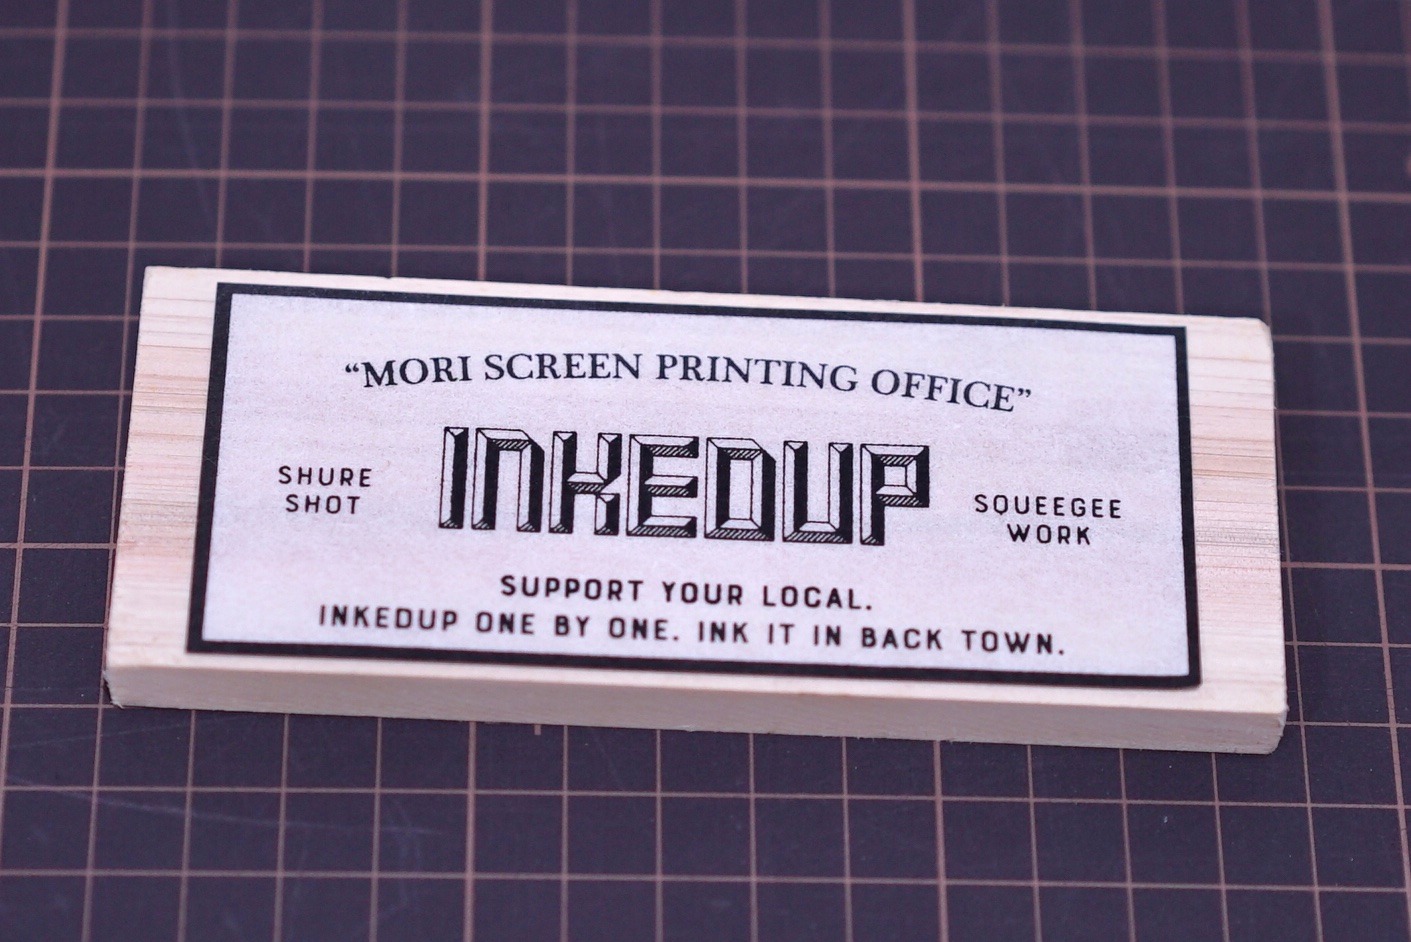 “MORI SCREEN PRINTING OFFICE”
INKEDUP
SHURE
SHOT
SQUEEGEE
WORK
SUPPORT YOUR LOCAL.
INKEDUP ONE BY ONE. INK IT IN BACK TOWN.